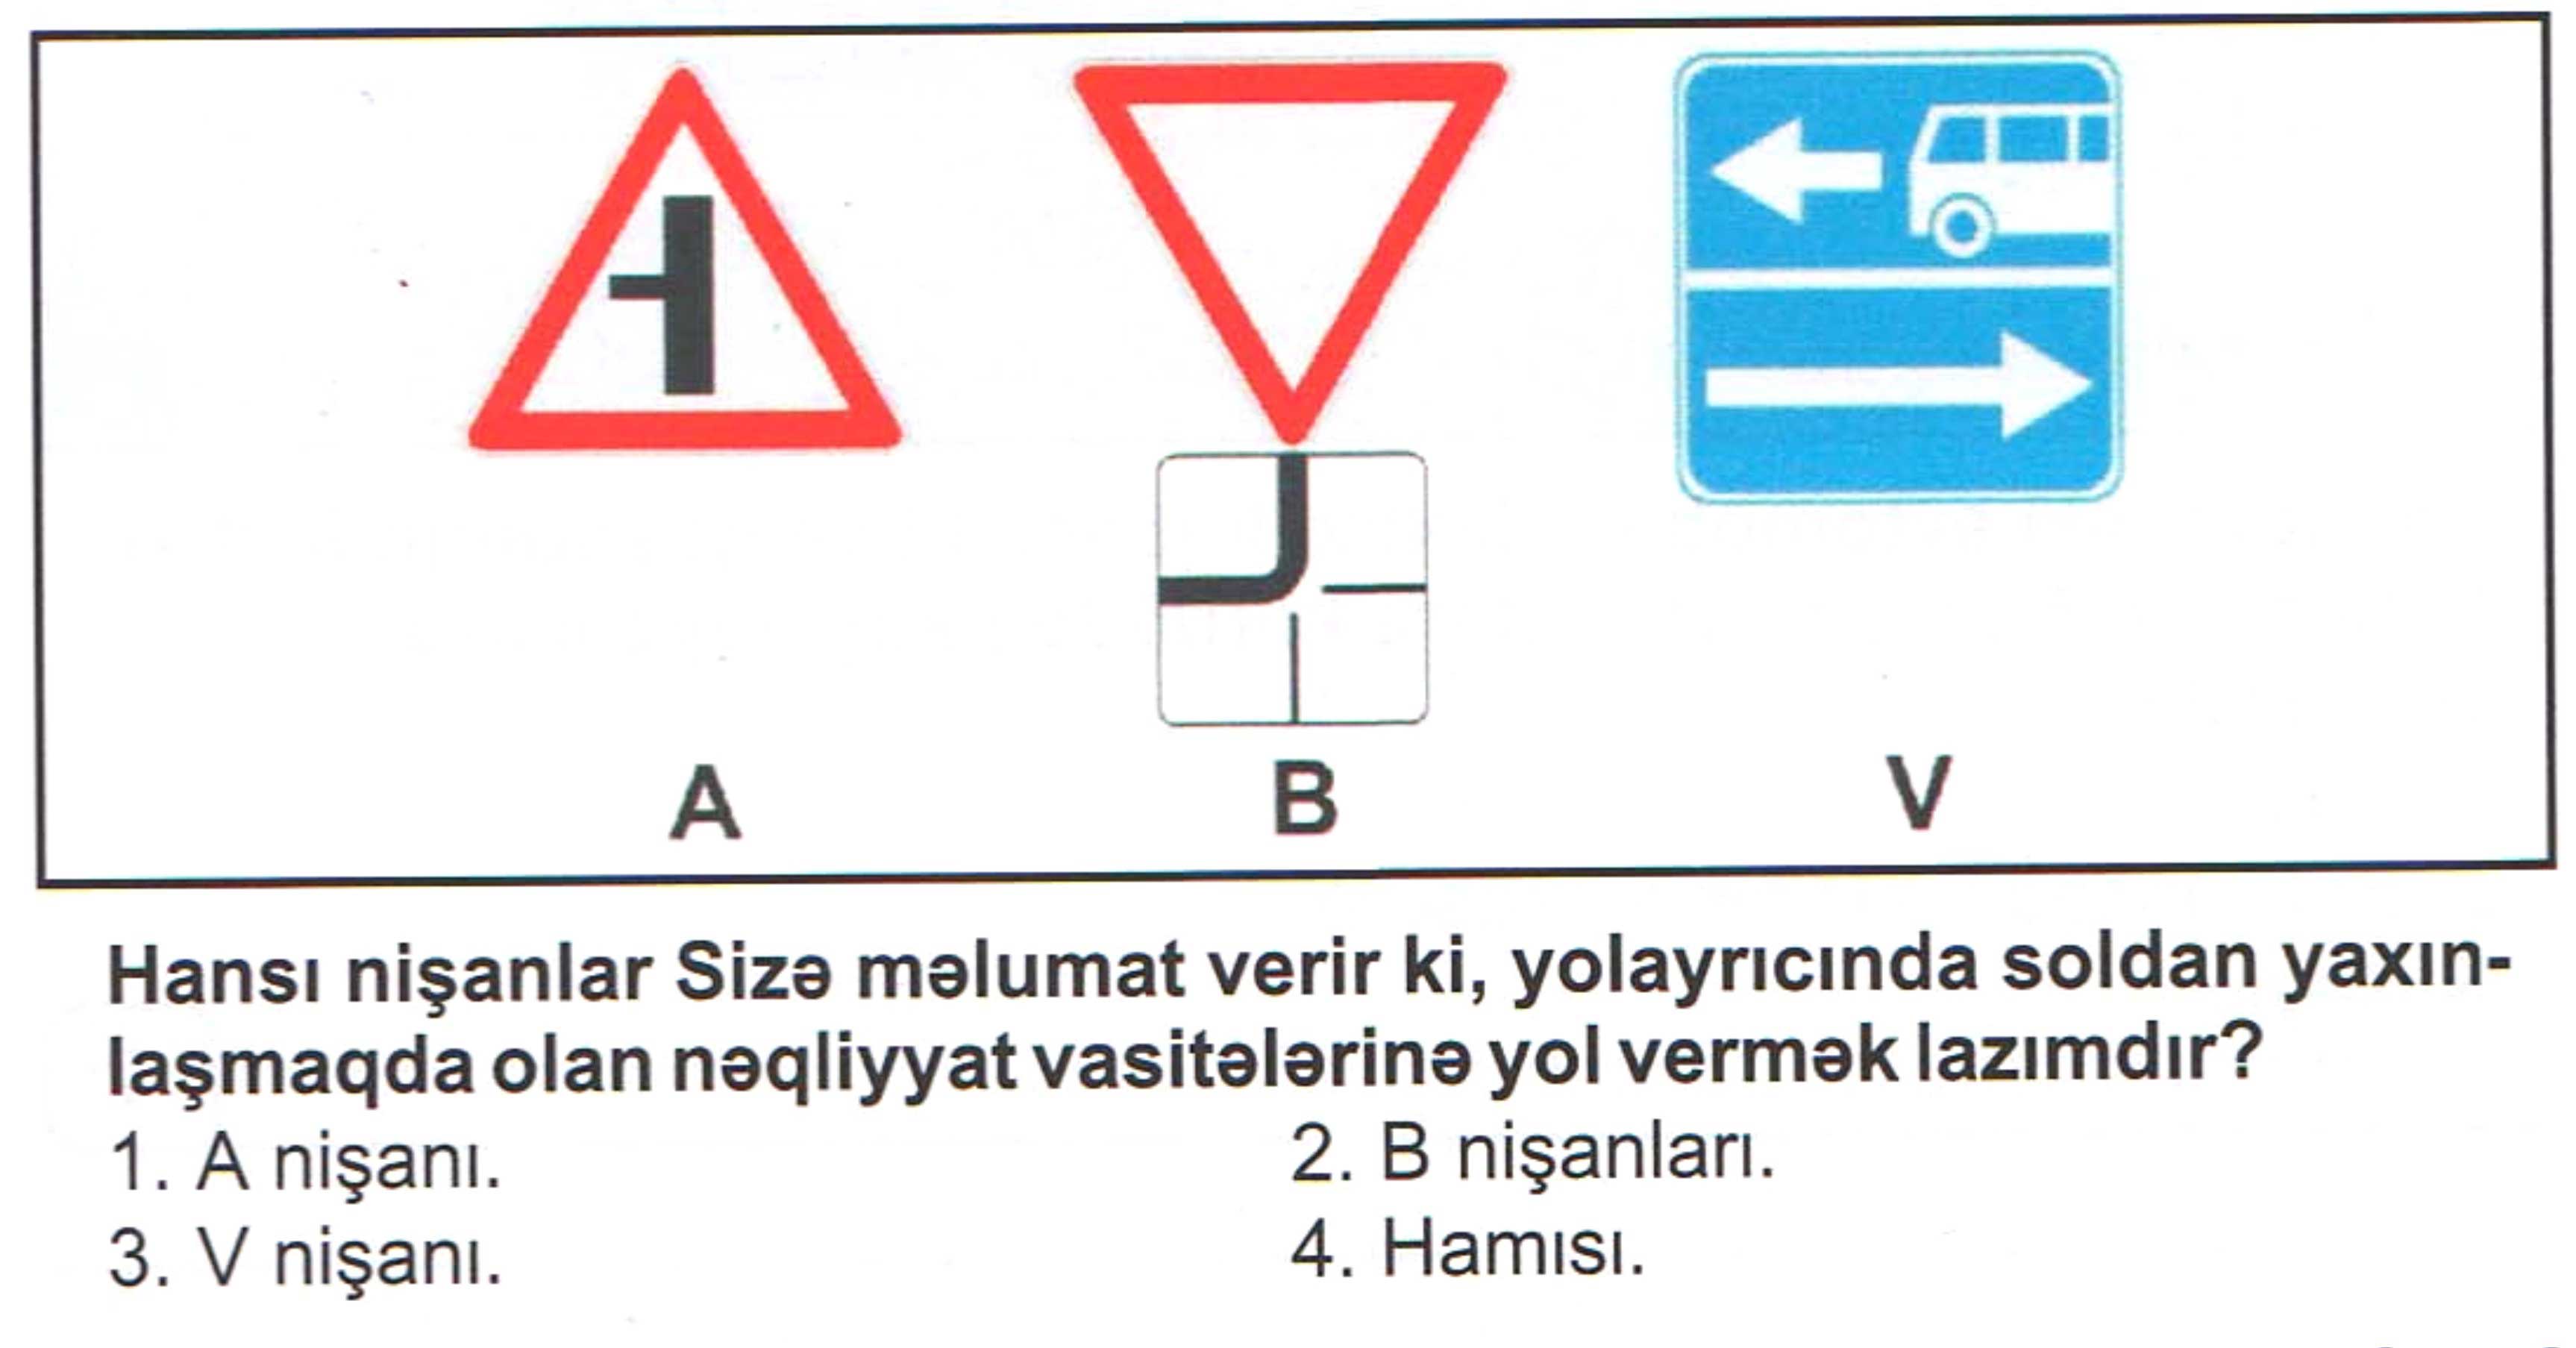 A B V
Hansı nişanlar Sizə məlumat verir ki, yolayrıcında soldan yaxın-
laşmaqda olan nəqliyyat vasitələrinə yol vermək lazımdır?
1. A nişanı. 2. B nişanları.
3. V nişanı. 4. Hamısı.